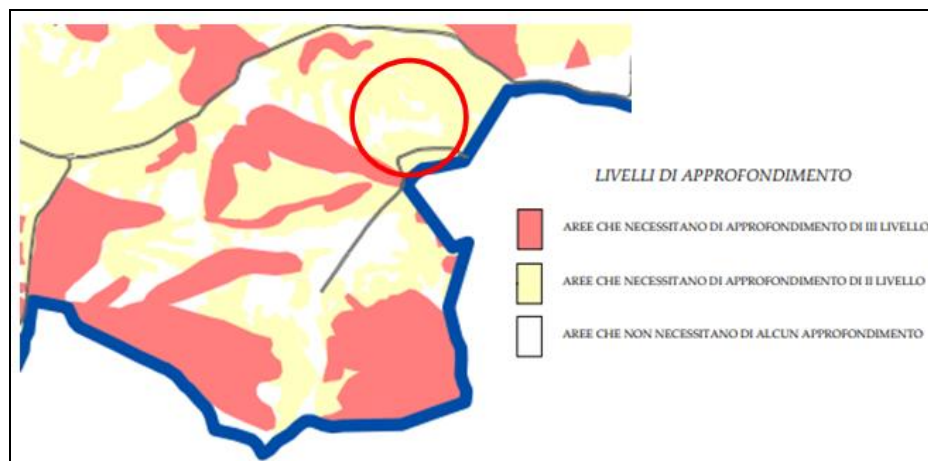 LIVELLI DI APPROFONDIMENTO
AREE CHE NECESSITANO DI APPROFONDIMENTO DI III LIVELLO
AREE CHE NECESSITANO DI APPROFONDIMENTO DI II LIVELLO
AREE CHE NON NECESSITANO DI ALCUN APPROFONDIMENTO